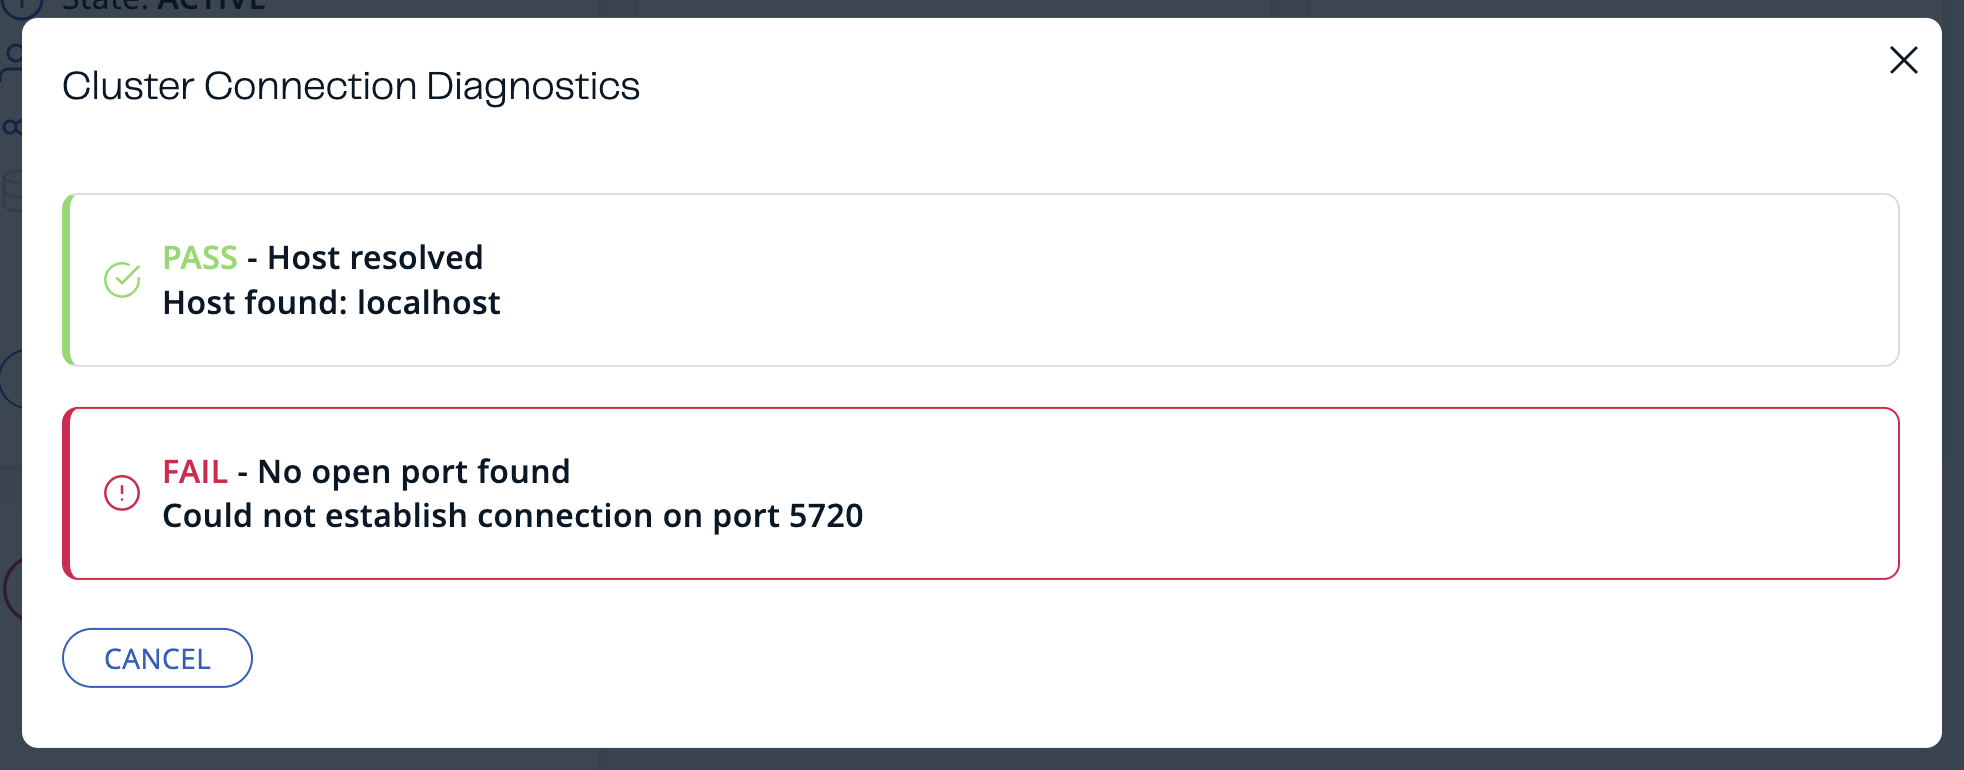 State: ACTIVE
Cluster Connection Diagnostics
PASS - Host resolved
Host found: localhost
FAIL - No open port found
Could not establish connection on port 5720
CANCEL